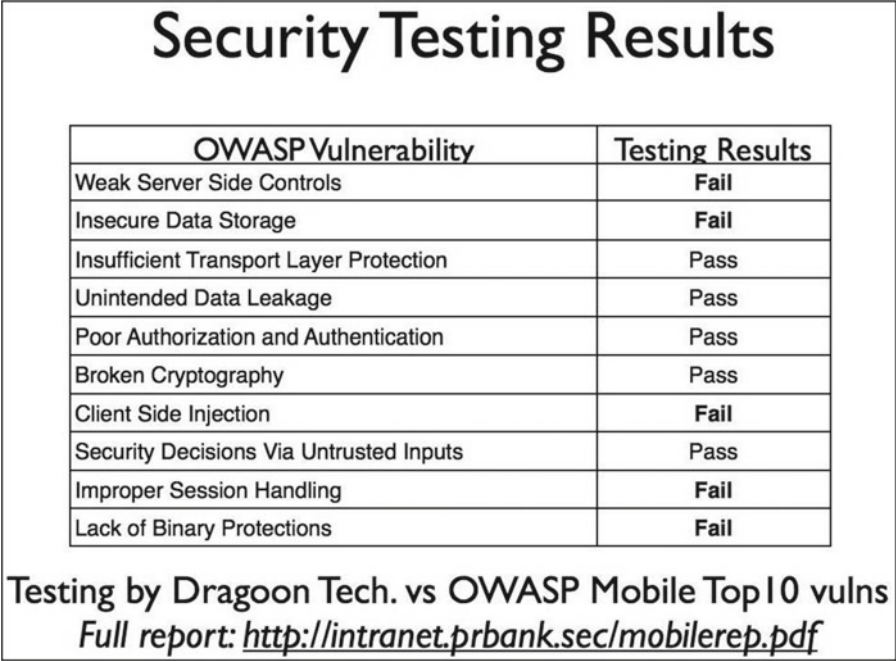 Security Testing Results
OWASP Vulnerability Testing Results
Weak Server Side Controls Fail
Insecure Data Storage Fail
Insufficient Transport Layer Protection Pass
Unintended Data Leakage Pass
Poor Authorization and Authentication Pass
Broken Cryptography Pass
Client Side Injection Fail
Security Decisions Via Untrusted Inputs Pass
Improper Session Handling Fail
Lack of Binary Protections Fail
Testing by Dragoon Tech. vs OWASP Mobile Top10 vulns
Full report: http://intranet.prbank.sec/mobilerep.pdf